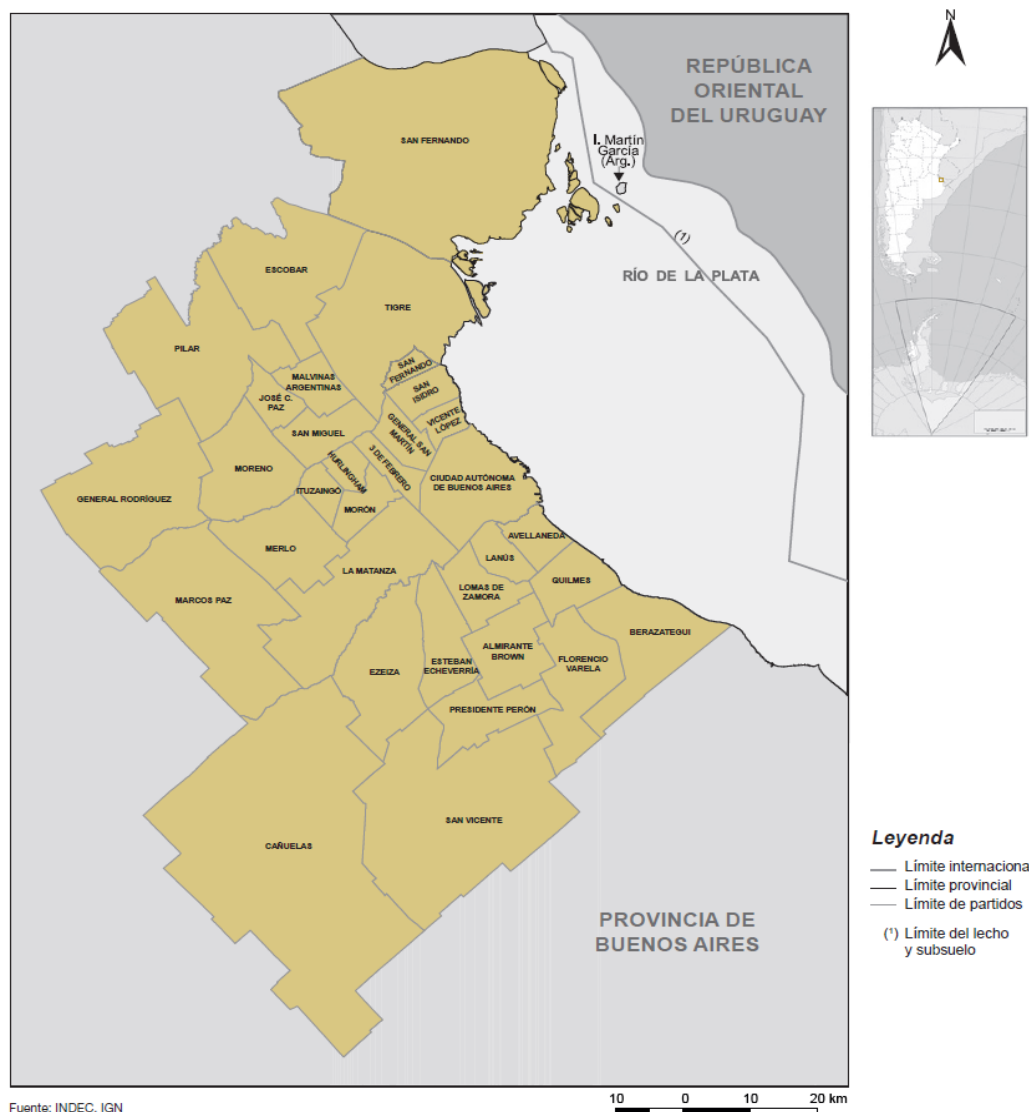 N
REPÚBLICA
ORIENTAL
DEL URUGUAY
SAN FERNANDO
I. Martín
García
(Arg.)
(1)
RÍO DE LA PLATA
ESCOBAR
TIGRE
PILAR
SAN
FERNANDO
MALVINAS
ARGENTINAS
SAN
ISIDRO
JOSÉ C.
PAZ
VICENTE
LÓPEZ
GENERAL SAN
MARTÍN
SAN MIGUEL
3 DE FEBRERO
HURLINGHAM
MORENO
CIUDAD AUTÓNOMA
DE BUENOS AIRES
ITUZAINGÓ
GENERAL RODRÍGUEZ
MORÓN
AVELLANEDA
MERLO
LANÚS
LA MATANZA
QUILMES
LOMAS DE
ZAMORA
MARCOS PAZ
BERAZATEGUI
ALMIRANTE
BROWN
ESTEBAN
ECHEVERRÍA
FLORENCIO
VARELA
EZEIZA
PRESIDENTE PERÓN
SAN VICENTE
CAÑUELAS
PROVINCIA DE
BUENOS AIRES
Leyenda
Límite internaciona
Límite provincial
Límite de partidos
(¹) Límite del lecho
y subsuelo
Fuente: INDEC, IGN
10 0 10 20 km